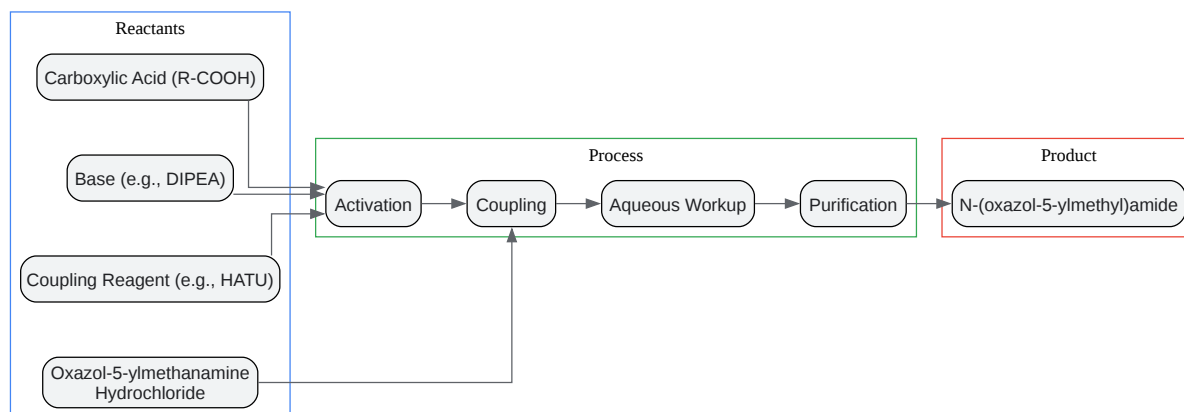 Reactants
Carboxylic Acid (R-COOH)
Base (e.g., DIPEA)
Coupling Reagent (e.g., HATU)
Oxazol-5-ylmethanamine
Hydrochloride
Process
Activation
Coupling
Aqueous Workup
Purification
Product
N-(oxazol-5-ylmethyl)amide